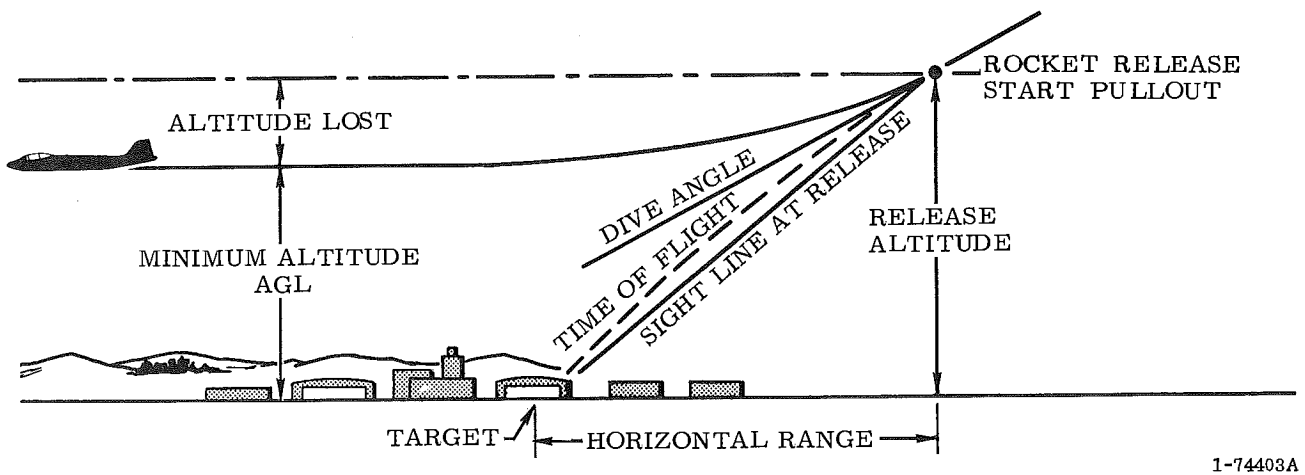 ROCKET RELEASE
START PULLOUT
ALTITUDE LOST
DIVE ANGLE
TIME OF FLIGHT
SIGHT LINE AT RELEASE
RELEASE
ALTITUDE
MINIMUM ALTITUDE
AGL
TARGET
HORIZONTAL RANGE
1-74403A